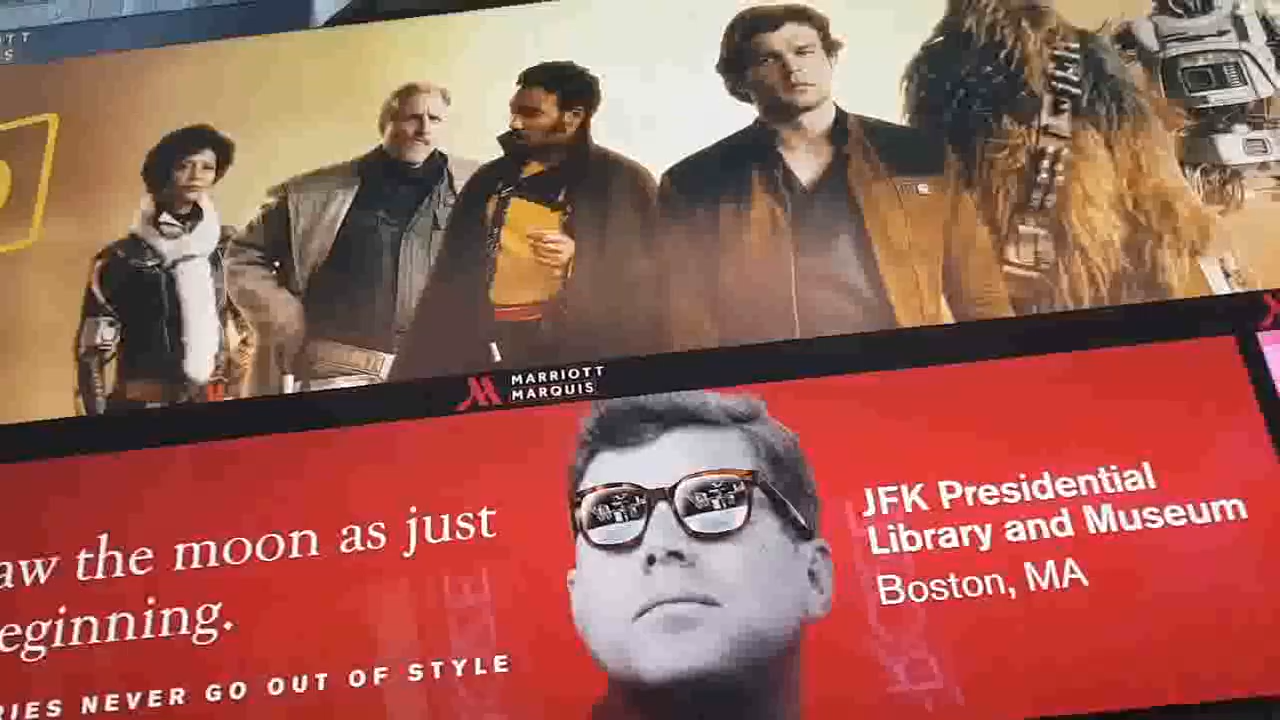 MARRIOTT
MARQUIS
aw the moon as just
eginning.
RIES NEVER GO OUT OF STYLE
JFK Presidential
Library and Museum
Boston, MA